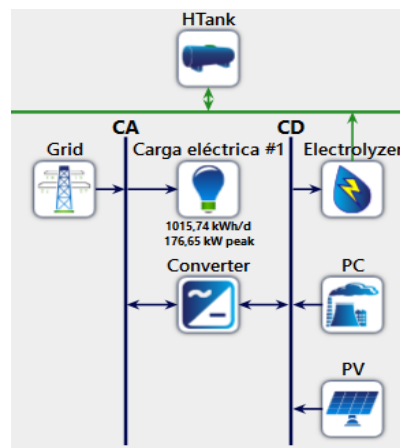 HTank
CA
CD
Grid
Carga eléctrica #1
Electrolyzer
1015,74 kWh/d
176,65 kW peak
Converter
PC
PV